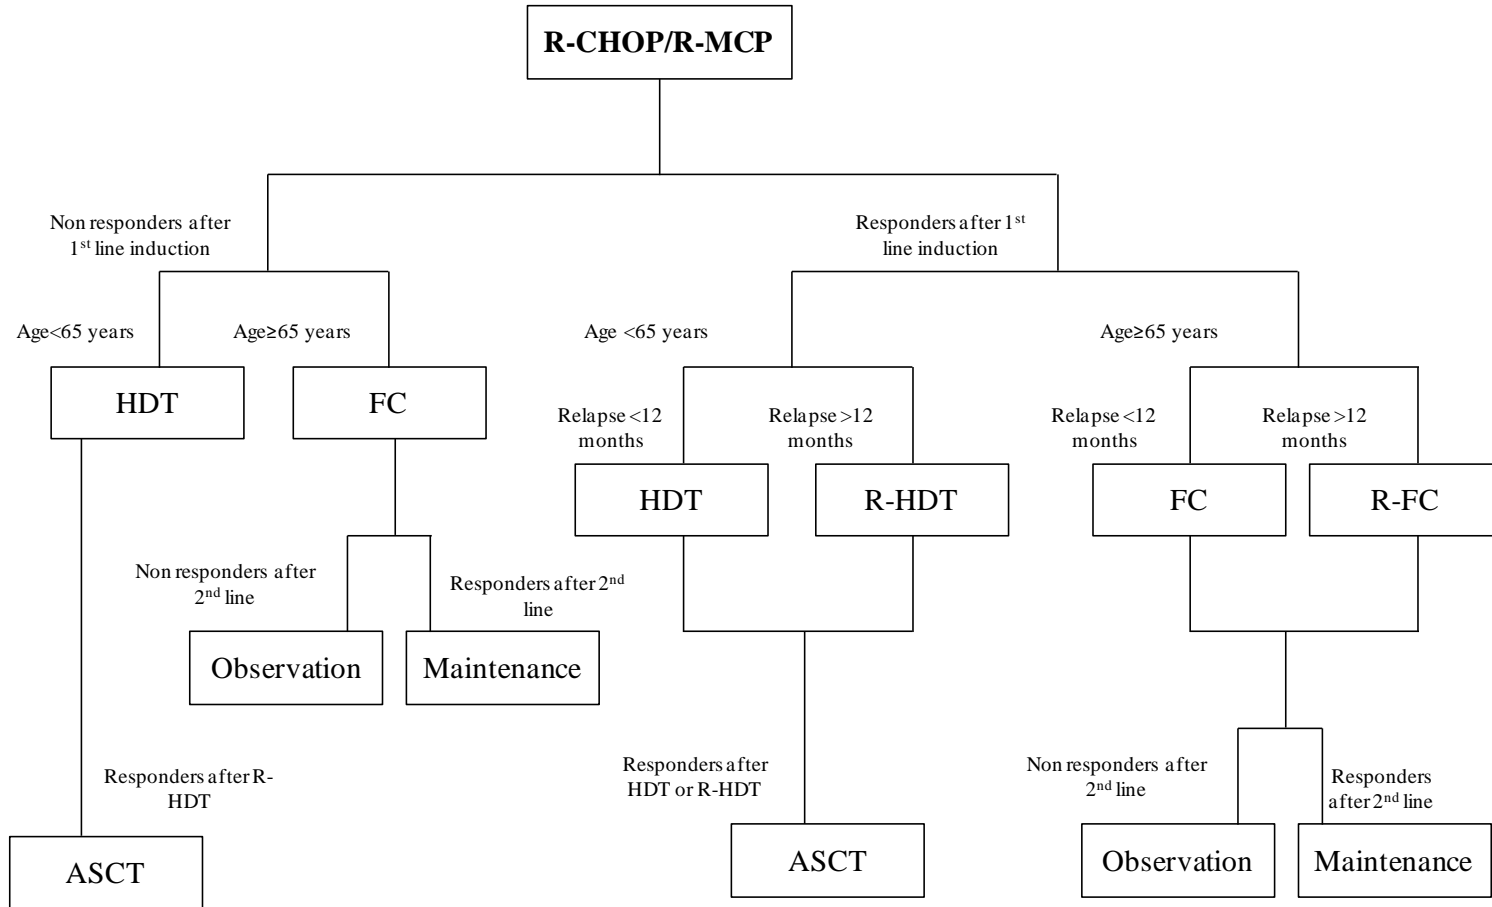 R-CHOP/R-MCP
Non responders after
1st line induction
Responders after 1st
line induction
Age<65 years
Age≥65 years
Age <65 years
Age≥65 years
HDT
FC
Relapse <12
months
Relapse >12
months
Relapse <12
months
Relapse >12
months
HDT
R-HDT
FC
R-FC
Non responders after
2nd line
Responders after 2nd
line
Observation
Maintenance
Responders after R-
HDT
Responders after
HDT or R-HDT
Non responders after
2nd line
Responders
after 2nd line
ASCT
ASCT
Observation
Maintenance